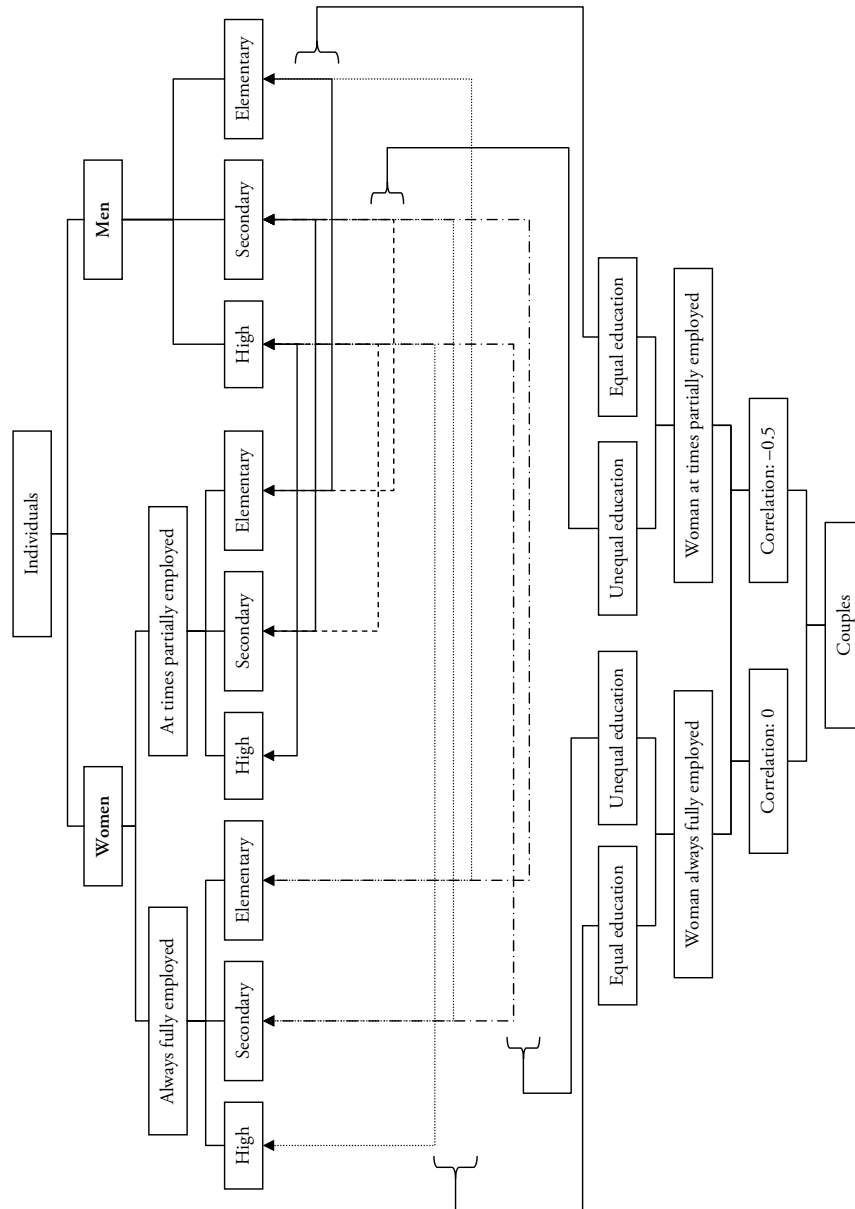 Individuals
Women
Men
Always fully employed
At times partially employed
High
Secondary
Elementary
High
Secondary
Elementary
High
Secondary
Elementary
Equal education
Unequal education
Unequal education
Equal education
Woman always fully employed
Woman at times partially employed
Correlation: 0
Correlation: –0.5
Couples